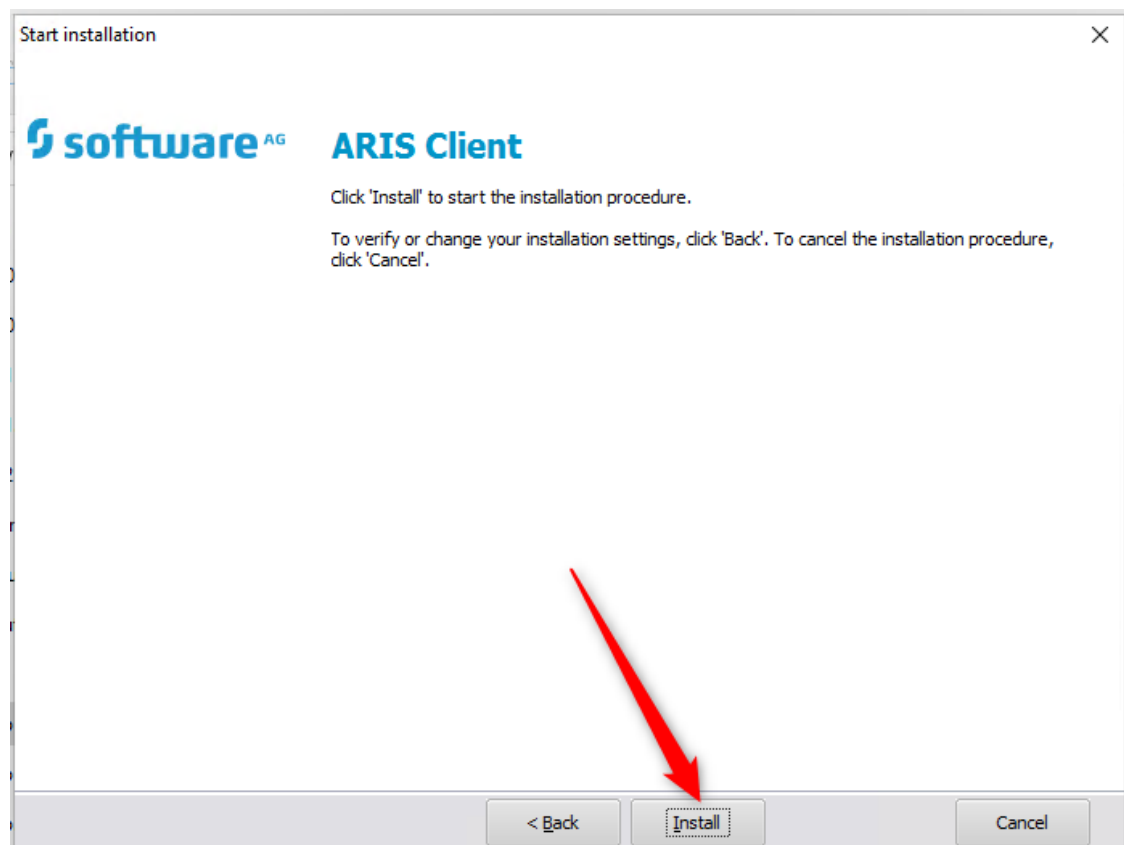 Start installation
software AG
ARIS Client
Click 'Install' to start the installation procedure.
To verify or change your installation settings, click 'Back'. To cancel the installation procedure,
click 'Cancel'.
< Back
Install
Cancel